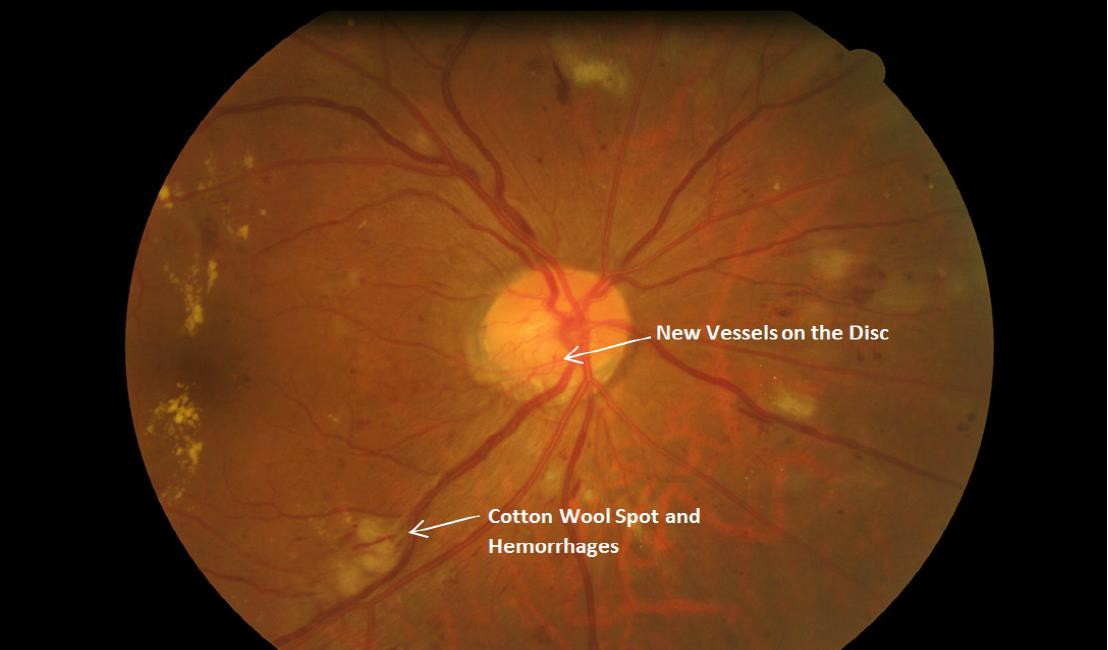 New Vessels on the Disc
Cotton Wool Spot and
Hemorrhages